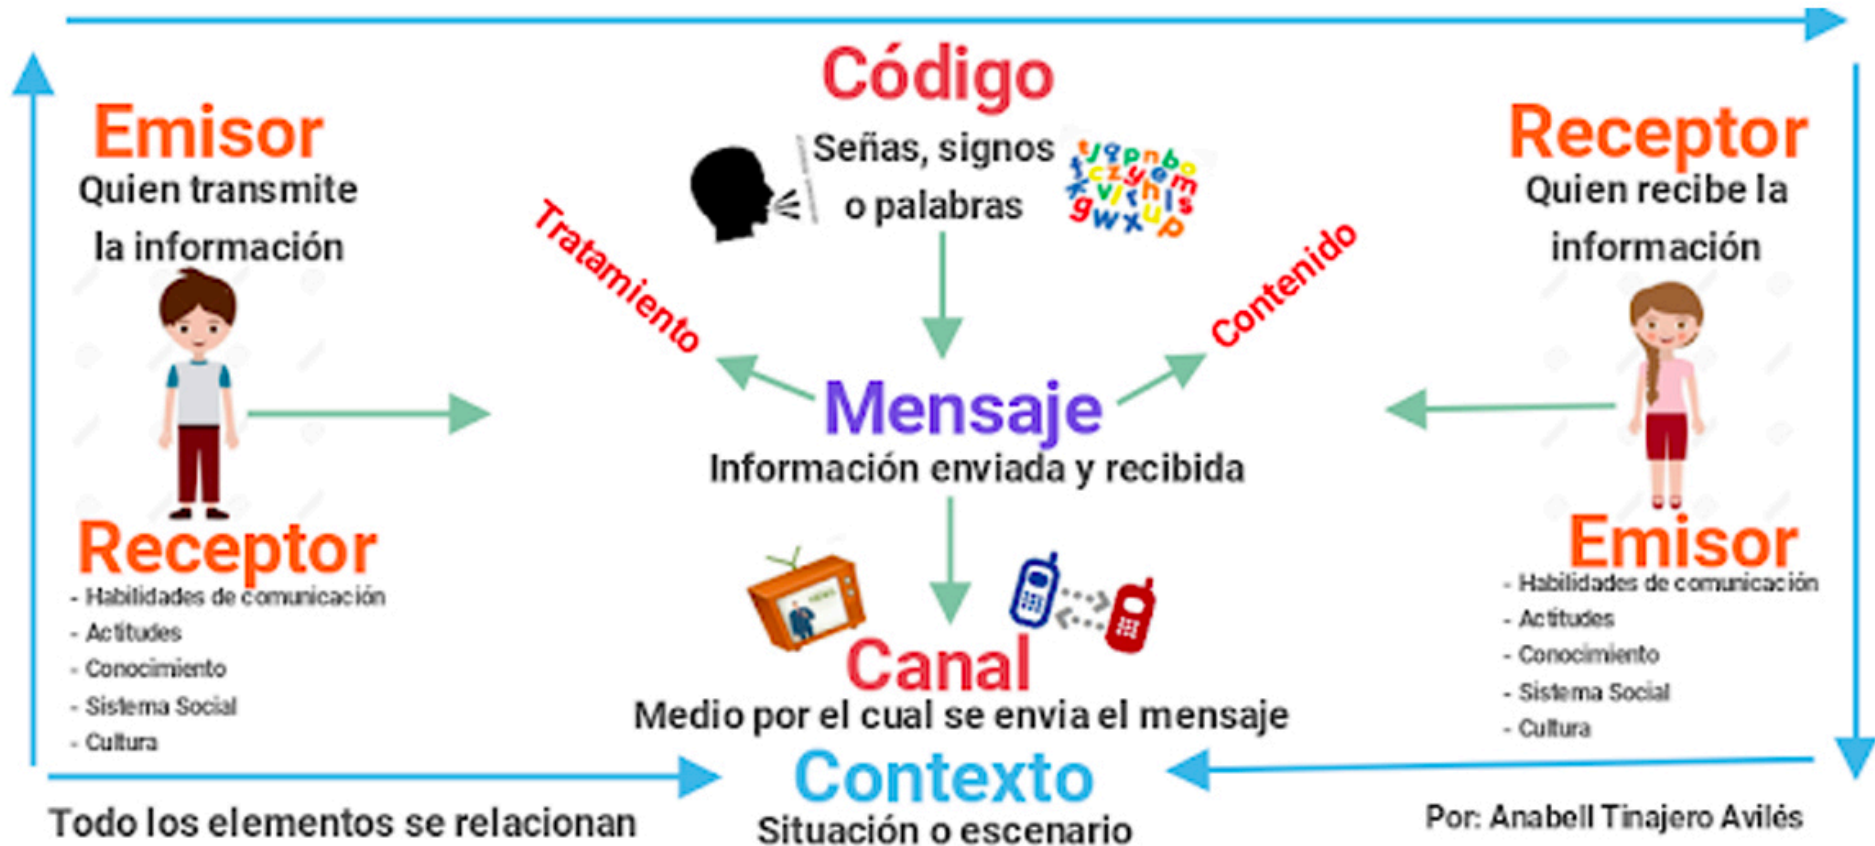 Código
Señas, signos
o palabras
Emisor
Quien transmite
la información
Receptor
- Habilidades de comunicación
- Actitudes
- Conocimiento
- Sistema Social
- Cultura
Tratamiento
Contenido
Mensaje
Información enviada y recibida
Canal
Medio por el cual se envia el mensaje
Receptor
Quien recibe la
información
Emisor
- Habilidades de comunicación
- Actitudes
- Conocimiento
- Sistema Social
- Cultura
Contexto
Situación o escenario
Todo los elementos se relacionan
Por: Anabell Tinajero Avilés